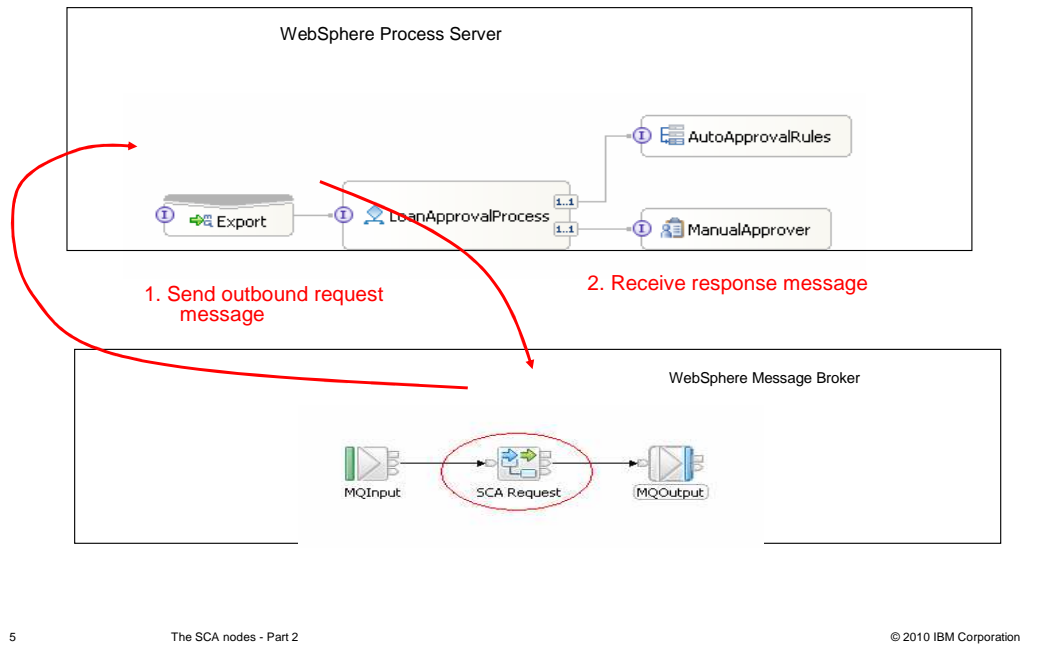 WebSphere Process Server
I
AutoApprovalRules
I
Export
I
LoanApprovalProcess
1..1
1..1
I
ManualApprover
1. Send outbound request
message
2. Receive response message
WebSphere Message Broker
MQInput
SCA Request
MQOutput
5
The SCA nodes - Part 2
© 2010 IBM Corporation